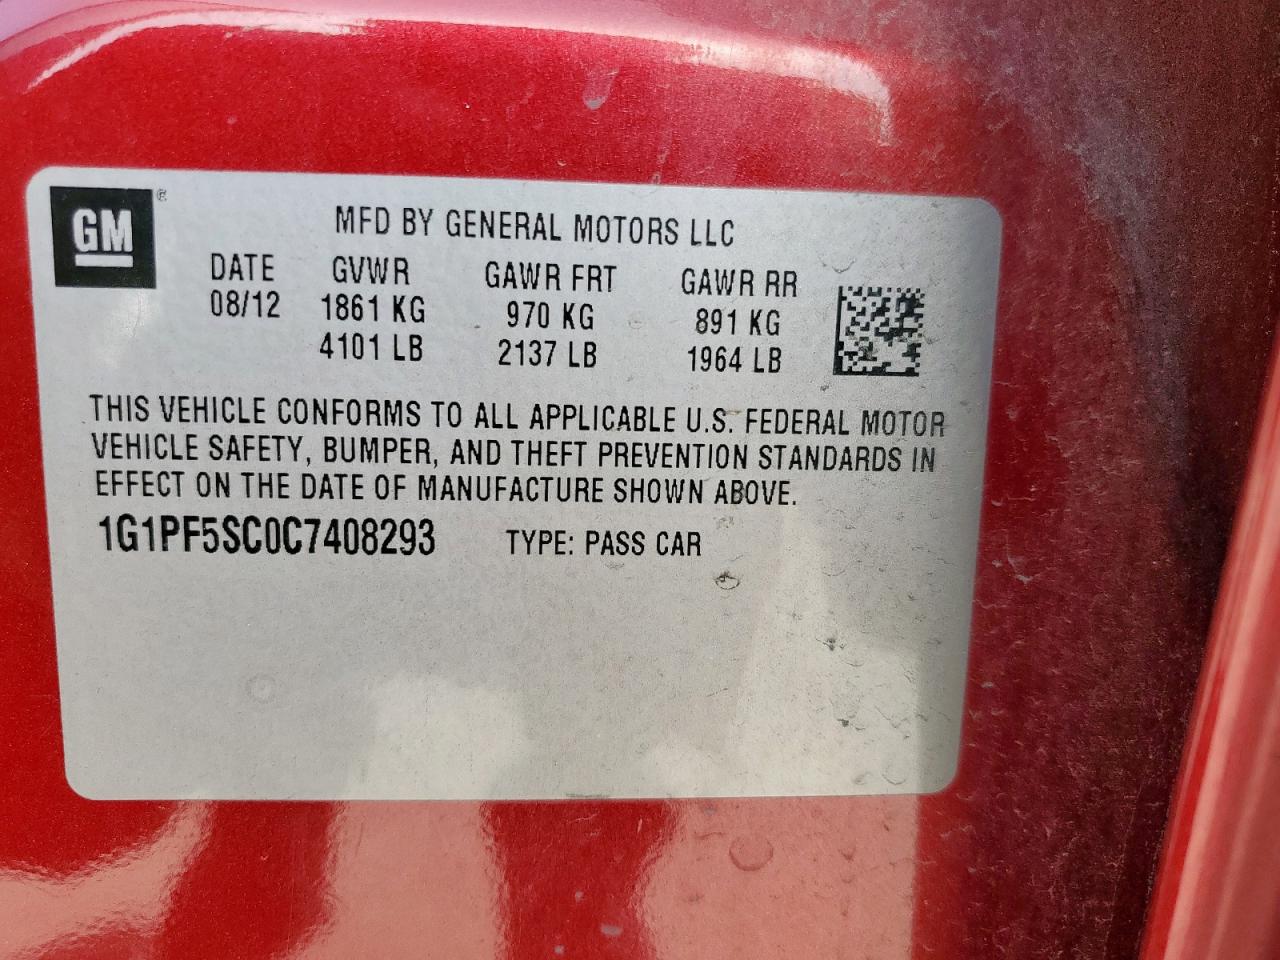 GM
MFD BY GENERAL MOTORS LLC
DATE GVWR GAWR FRT GAWR RR
08/12 1861 KG 970 KG 891 KG
4101 LB 2137 LB 1964 LB
THIS VEHICLE CONFORMS TO ALL APPLICABLE U.S. FEDERAL MOTOR
VEHICLE SAFETY, BUMPER, AND THEFT PREVENTION STANDARDS IN
EFFECT ON THE DATE OF MANUFACTURE SHOWN ABOVE.
1G1PF5SC0C7408293 TYPE: PASS CAR